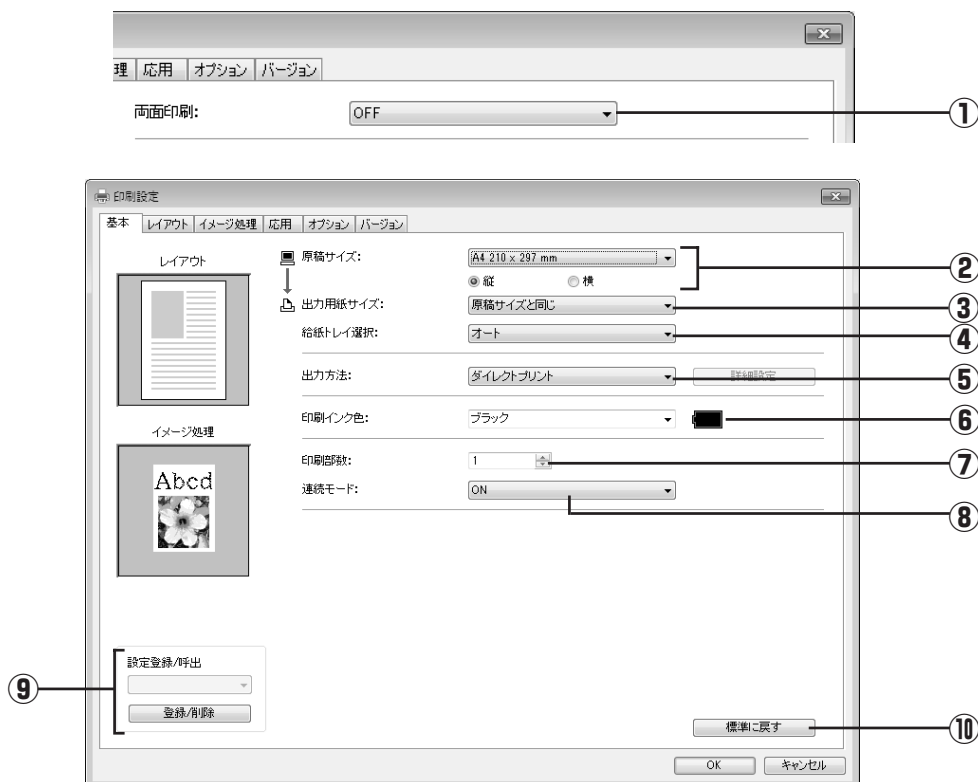 理 応用 オプション バージョン
両面印刷: OFF ①
印刷設定
基本 レイアウト イメージ処理 応用 オプション バージョン
レイアウト
原稿サイズ: A4 210 x 297 mm ②
縦 横
出力用紙サイズ: 原稿サイズと同じ ③
給紙トレイ選択: オート ④
出力方法: ダイレクトプリント 詳細設定 ⑤
印刷インク色: ブラック ⑥
イメージ処理
Abcd
印刷部数: 1 ⑦
連続モード: ON ⑧
設定登録/呼出 ⑨
登録/削除
標準に戻す ⑩
OK キャンセル